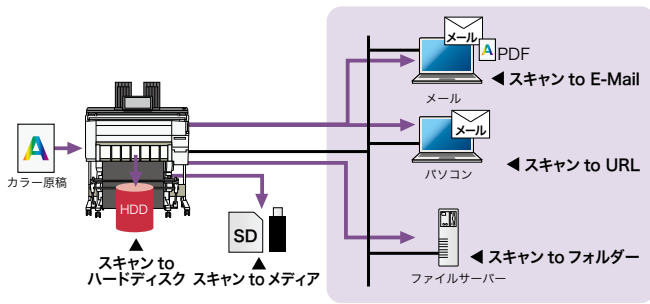 メール
A
PDF
◀ スキャン to E-Mail
メール
メール
A
カラー原稿
パソコン
◀ スキャン to URL
HDD
SD
▲
スキャン to
ハードディスク
▲
スキャン to メディア
◀ スキャン to フォルダー
ファイルサーバー